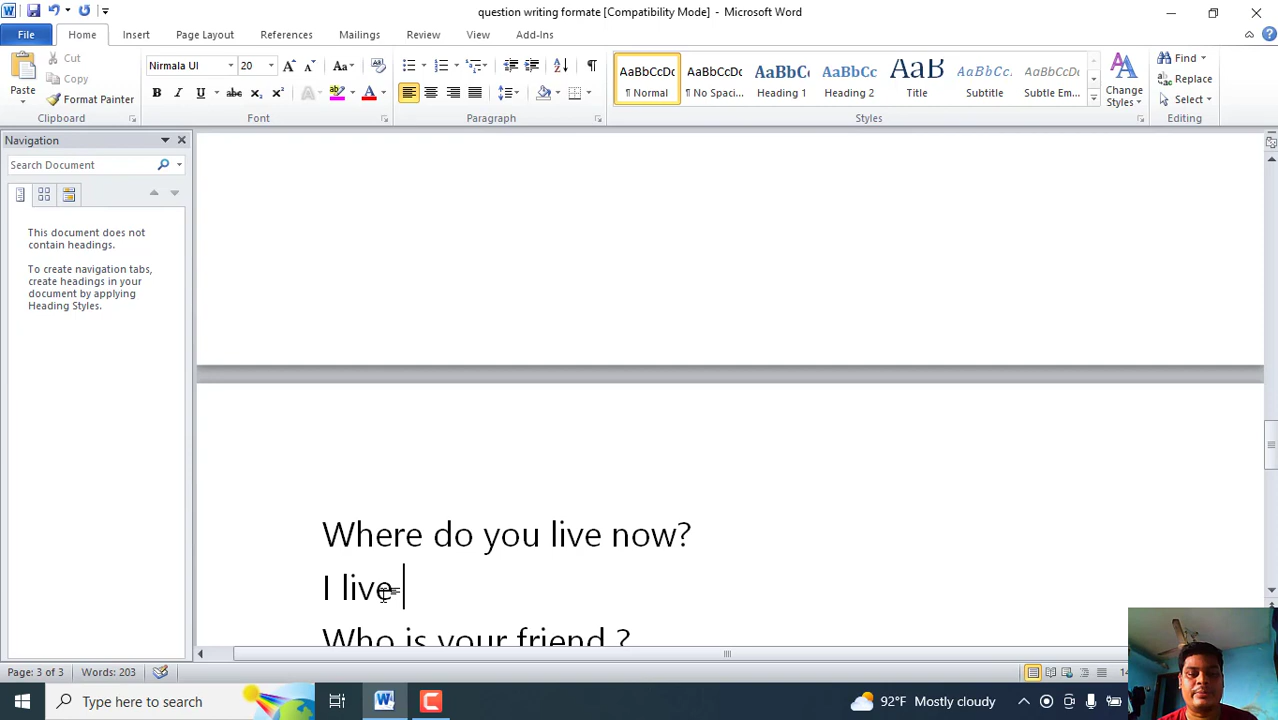 question writing formate [Compatibility Mode] - Microsoft Word
File Home Insert Page Layout References Mailings Review View Add-Ins
Paste Cut Copy Format Painter
Nirmala UI 20 Aa
B I U abc X₂ X² A A
AaBbCcDc AaBbCcDc AaBbCc AaBbCc AaB AaBbCc. AaBbCcDc
¶ Normal ¶ No Spaci... Heading 1 Heading 2 Title Subtitle Subtle Em...
Change Styles
Find Replace Select
Clipboard Font Paragraph Styles Editing
Navigation
Search Document
This document does not
contain headings.
To create navigation tabs,
create headings in your
document by applying
Heading Styles.
Where do you live now?
I live
Who is your friend ?
Page: 3 of 3 Words: 203
Type here to search
92°F Mostly cloudy